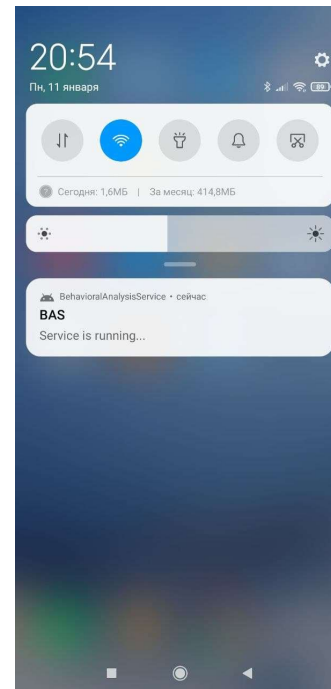 20:54
Пн, 11 января
89
Сегодня: 1,6МБ | За месяц: 414,8МБ
BehavioralAnalysisService • сейчас
BAS
Service is running...